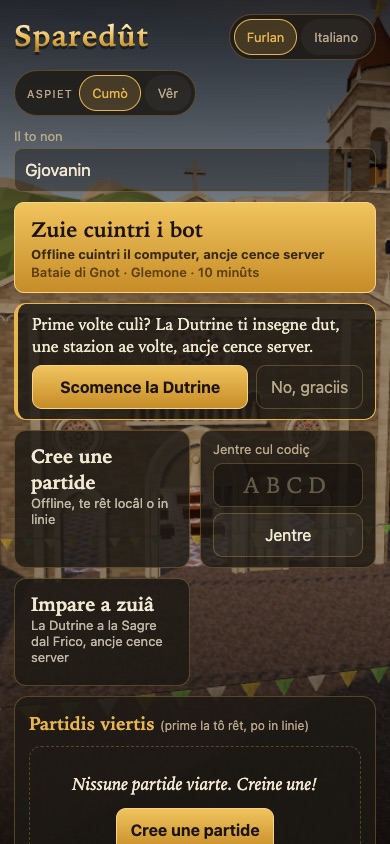 Sparedût
Furlan Italiano
ASPIET Cumò Vêr
Il to non
Gjovanin
Zuie cuintri i bot
Offline cuintri il computer, ancje cence server
Bataie di Gnot · Glemone · 10 minûts
Prime volte culì? La Dutrine ti insegne dut,
une stazion ae volte, ancje cence server.
Scomence la Dutrine
No, graciis
Cree une
partide
Offline, te rêt locâl o in
linie
Jentre cul codiç
ABCD
Jentre
Impare a zuiâ
La Dutrine a la Sagre
dal Frico, ancje cence
server
Partidis viertis (prime la tô rêt, po in linie)
Nissune partide viarte. Creine une!
Cree une partide